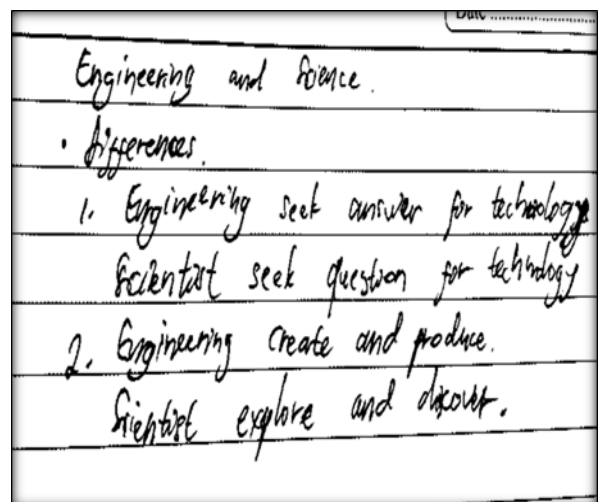 Date
Engineering and Science.
· differences.
1. Engineering seek answer for technology
Scientist seek question for technology
2. Engineering create and produce.
Scientist explore and discover.